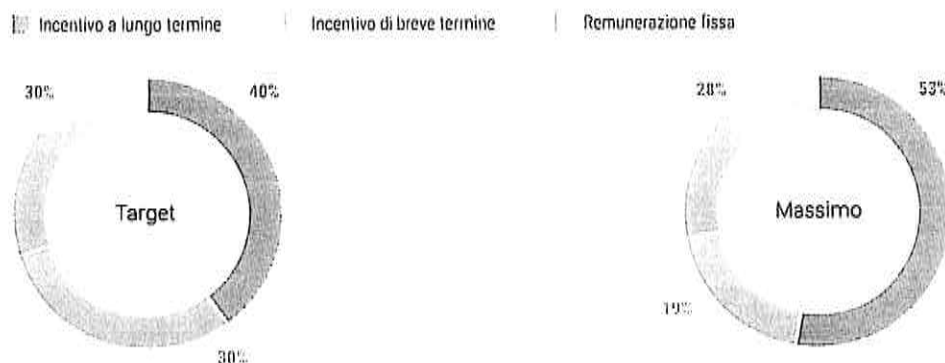 Incentivo a lungo termine Incentivo di breve termine Remunerazione fissa
30% 40% 28% 53%
Target Massimo
19%
30%